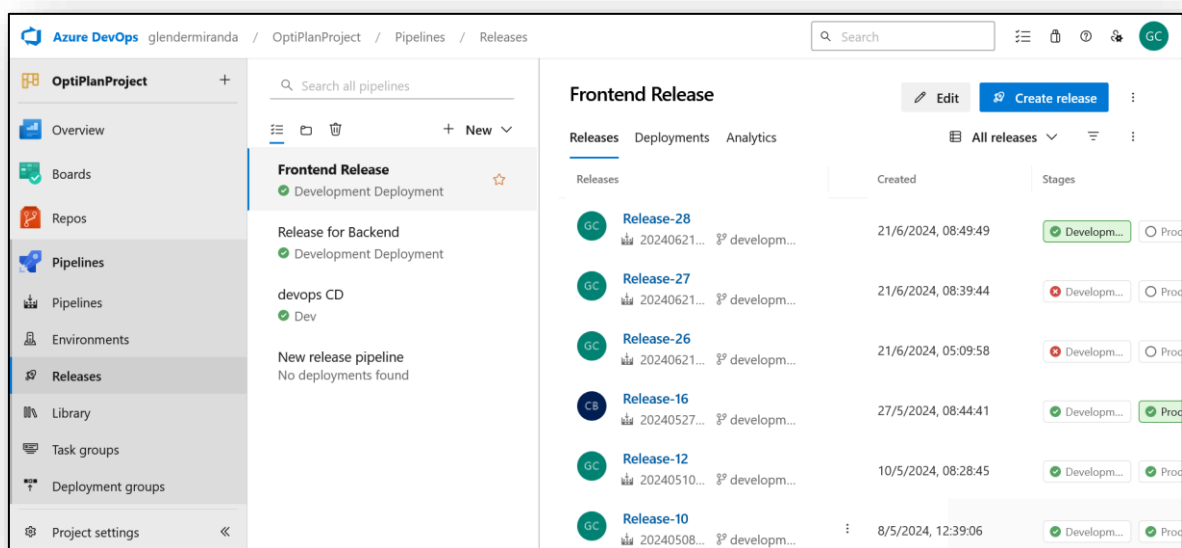 Azure DevOps glendermiranda / OptiPlanProject / Pipelines / Releases
Search
GC
OptiPlanProject
Overview
Boards
Repos
Pipelines
Pipelines
Environments
Releases
Library
Task groups
Deployment groups
Project settings
Search all pipelines
New
Frontend Release
Development Deployment
Release for Backend
Development Deployment
devops CD
Dev
New release pipeline
No deployments found
Frontend Release
Edit
Create release
Releases Deployments Analytics
All releases
Releases Created Stages
GC Release-28 21/6/2024, 08:49:49 Developm... Proc
20240621... developm...
GC Release-27 21/6/2024, 08:39:44 Developm... Proc
20240621... developm...
GC Release-26 21/6/2024, 05:09:58 Developm... Proc
20240621... developm...
CB Release-16 27/5/2024, 08:44:41 Developm... Proc
20240527... developm...
GC Release-12 10/5/2024, 08:28:45 Developm... Proc
20240510... developm...
GC Release-10 8/5/2024, 12:39:06 Developm... Proc
20240508... developm...